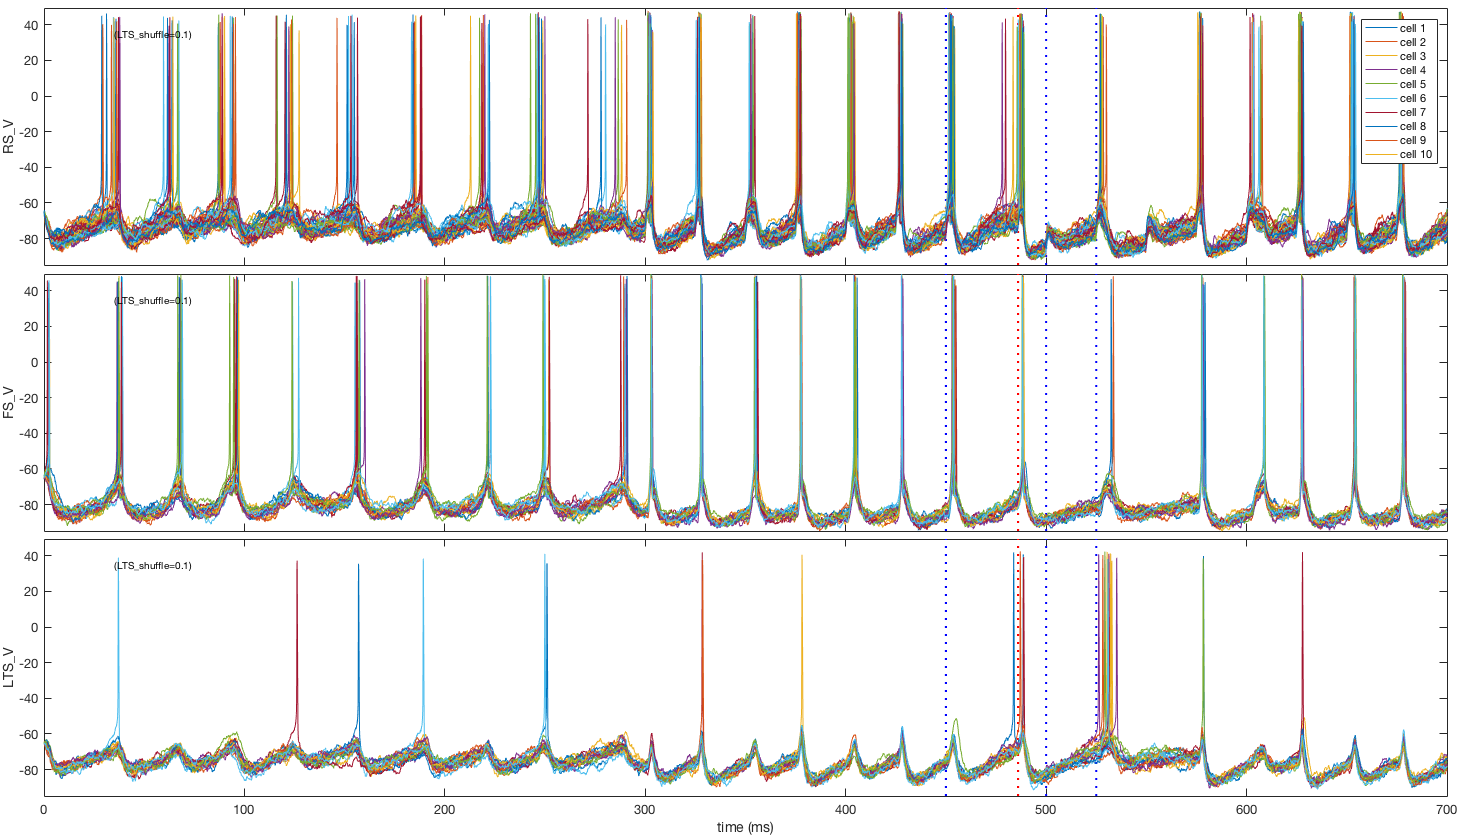 40
20
0
-20
-40
-60
-80
RS_V
(LTS_shuffle=0.1)
cell 1
cell 2
cell 3
cell 4
cell 5
cell 6
cell 7
cell 8
cell 9
cell 10
40
20
0
-20
-40
-60
-80
FS_V
(LTS_shuffle=0.1)
40
20
0
-20
-40
-60
-80
LTS_V
(LTS_shuffle=0.1)
0 100 200 300 400 500 600 700
time (ms)